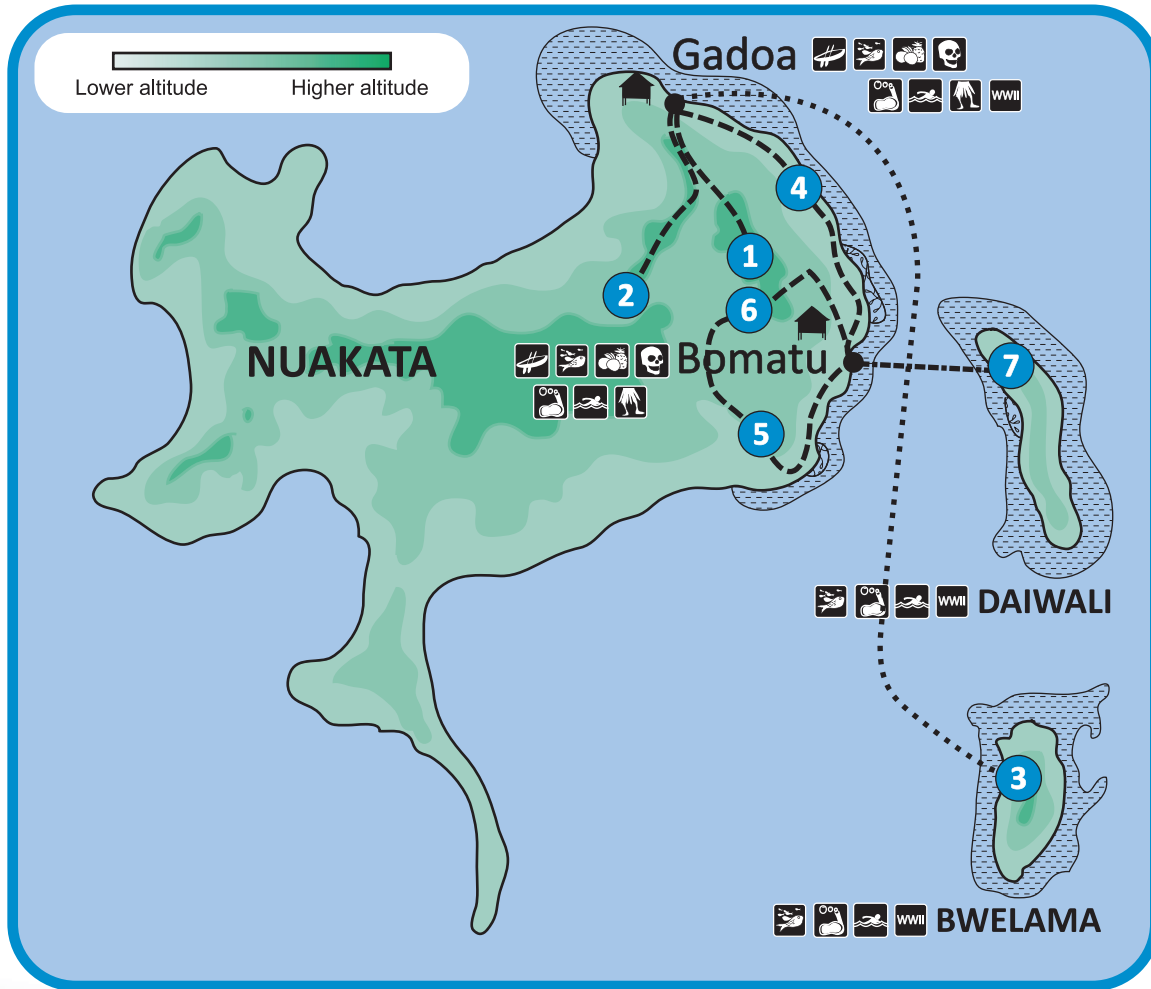 Lower altitude Higher altitude
Gadoa
WWII
4
1
2
6
NUAKATA
Bomatu
7
5
WWII DAIWALI
3
WWII BWELAMA